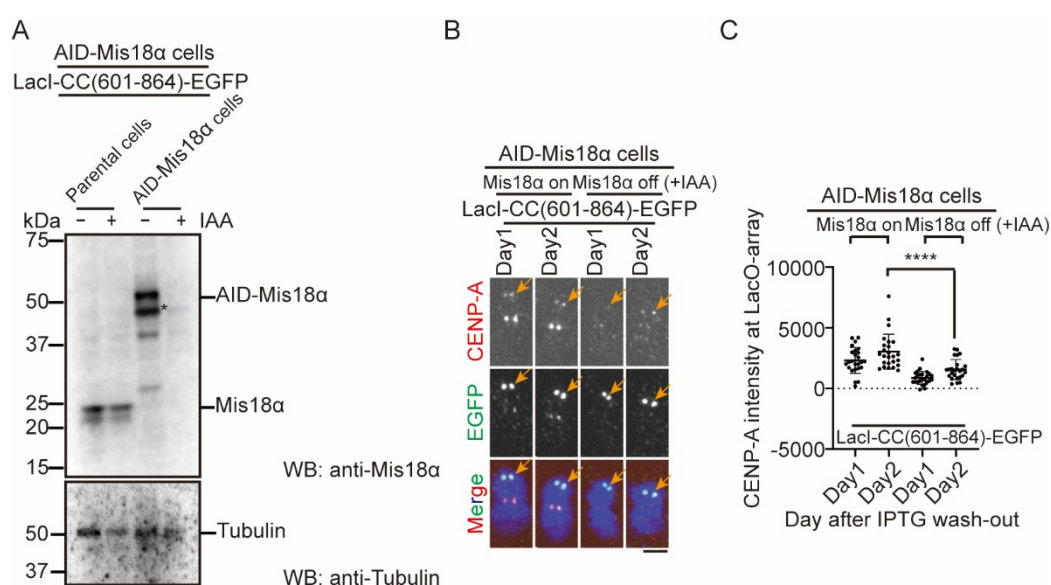 A
AID-Mis18α cells
LacI-CC(601-864)-EGFP
Parental cells
AID-Mis18α cells
kDa
− + − + IAA
75
50
37
25
20
15
*
AID-Mis18α
Mis18α
WB: anti-Mis18α
50
37
Tubulin
WB: anti-Tubulin
B
AID-Mis18α cells
Mis18α on Mis18α off (+IAA)
LacI-CC(601-864)-EGFP
Day1 Day2 Day1 Day2
CENP-A
EGFP
Merge
C
AID-Mis18α cells
Mis18α on Mis18α off (+IAA)
CENP-A intensity at LacO-array
10000
5000
0
-5000
****
LacI-CC(601-864)-EGFP
Day1 Day2 Day1 Day2
Day after IPTG wash-out